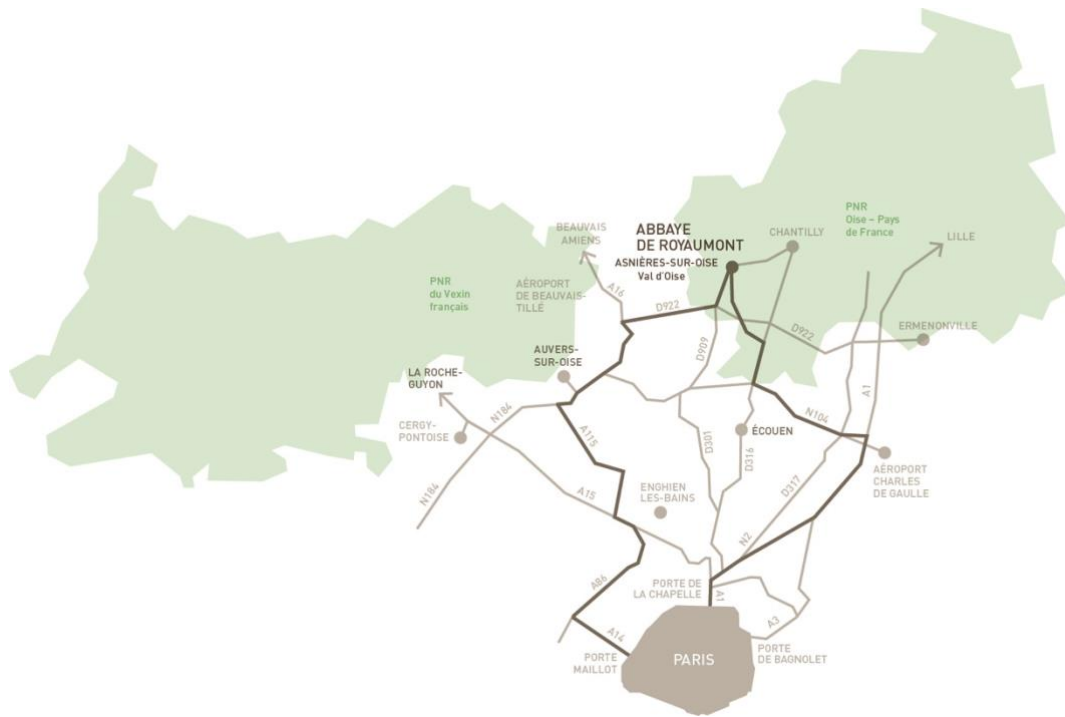 PNR
Oise – Pays
de France
BEAUVAIS
AMIENS
ABBAYE
DE ROYAUMONT
ASNIÈRES-SUR-OISE
Val d'Oise
CHANTILLY
LILLE
PNR
du Vexin
français
AÉROPORT
DE BEAUVAIS-
TILLÉ
A16
D922
D922
ERMENONVILLE
D909
AUVERS-
SUR-OISE
LA ROCHE-
GUYON
A1
N184
N104
CERGY-
PONTOISE
A115
D301
D316
ÉCOUEN
AÉROPORT
CHARLES
DE GAULLE
N184
A15
ENGHIEN
LES-BAINS
D317
N2
A86
PORTE DE
LA CHAPELLE
A1
A3
A14
PORTE
MAILLOT
PARIS
PORTE
DE BAGNOLET